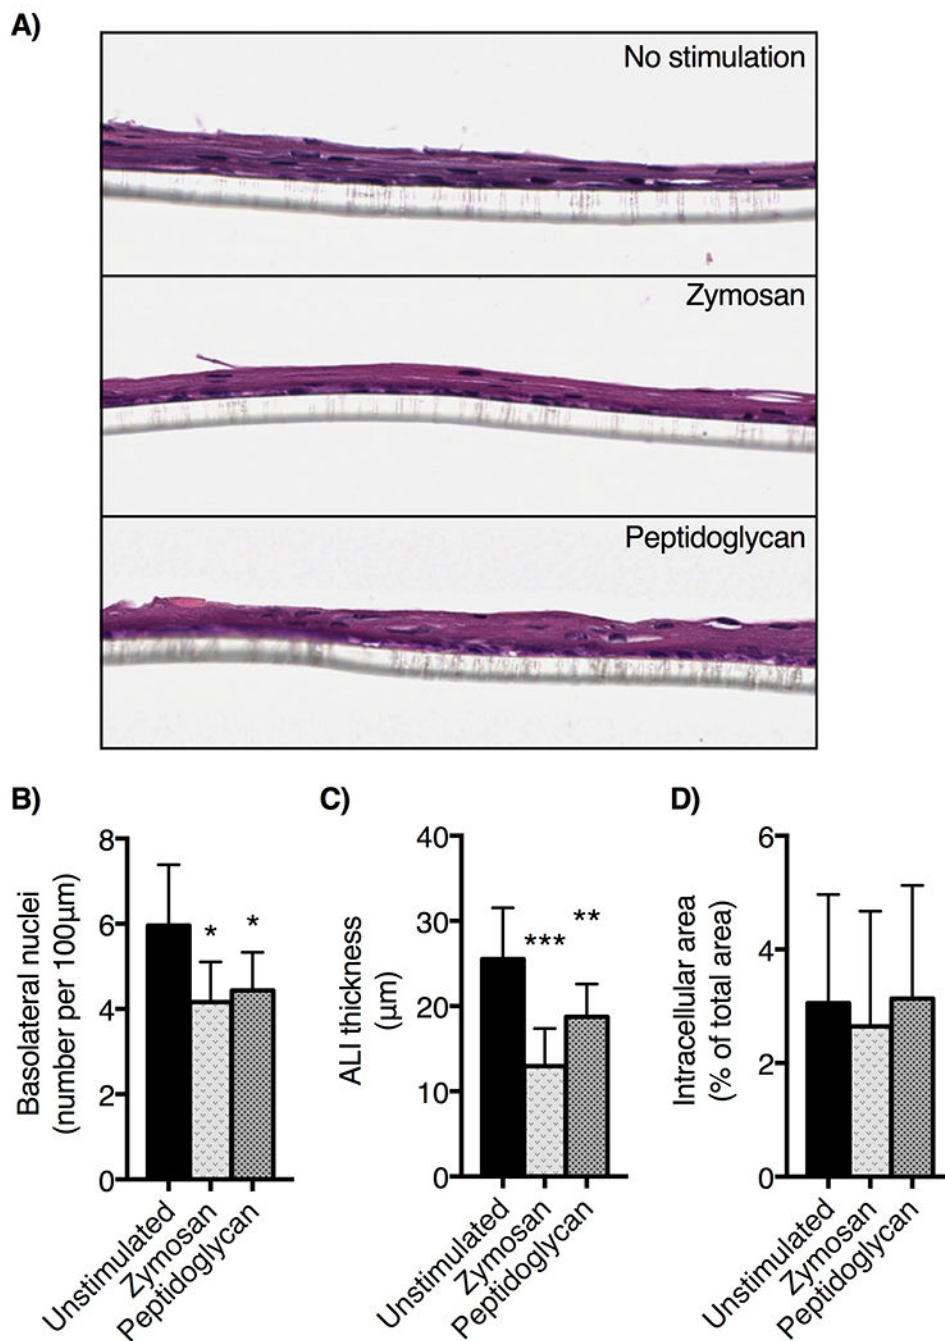 A)
No stimulation
Zymosan
Peptidoglycan
B)
Basolateral nuclei
(number per 100µm)
8
6
4
2
0
*
*
Unstimulated
Zymosan
Peptidoglycan
C)
ALI thickness
(µm)
40
30
20
10
0
***
**
Unstimulated
Zymosan
Peptidoglycan
D)
Intracellular area
(% of total area)
6
4
2
0
Unstimulated
Zymosan
Peptidoglycan